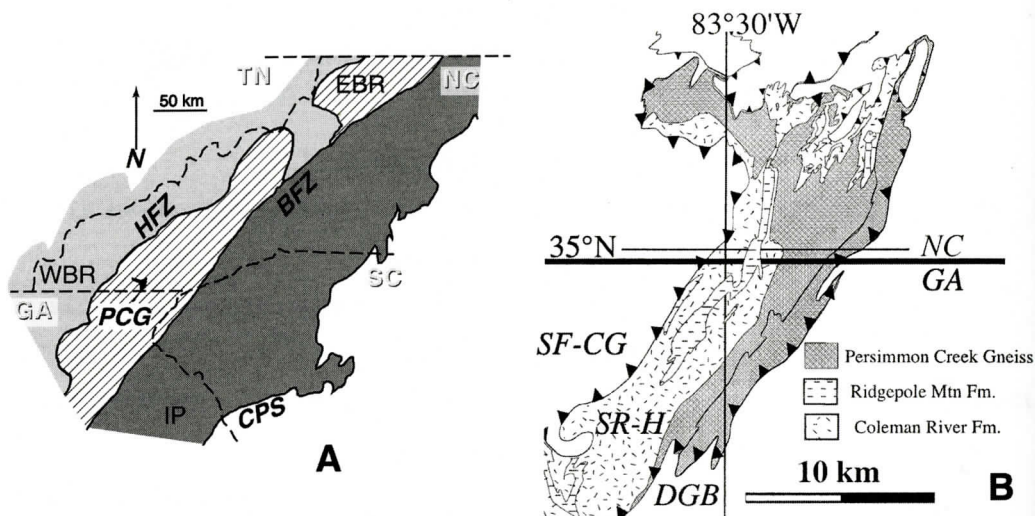 TN
EBR
NC
50 km
N
HFZ
BFZ
WBR
SC
GA
PCG
IP
CPS
A
83°30'W
35°N
NC
GA
SF-CG
Persimmon Creek Gneiss
Ridgepole Mtn Fm.
SR-H
Coleman River Fm.
10 km
DGB
B